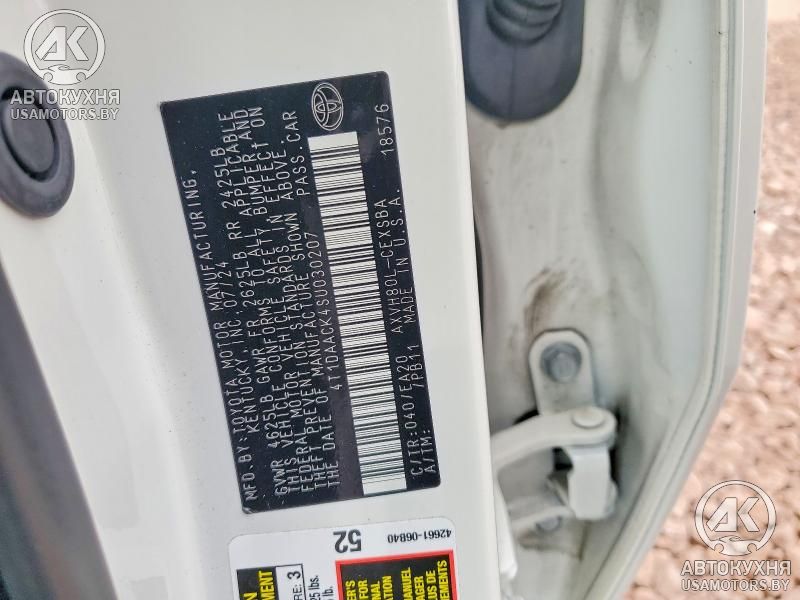 AK
АВТОКУХНЯ
USAMOTORS.BY
MFD. BY: TOYOTA MOTOR MANUFACTURING,
KENTUCKY, INC. 07/24
GVWR 4625LB GAWR FR 2625LB RR 2425LB
THIS VEHICLE CONFORMS TO ALL APPLICABLE
FEDERAL MOTOR VEHICLE SAFETY, BUMPER, AND
THEFT PREVENTION STANDARDS IN EFFECT ON
THE DATE OF MANUFACTURE SHOWN ABOVE.
4T1DAACK4SU030207 PASS. CAR
C/TR:040/EA20 AXVH80L-CEXSBA
A/TM: /PB11 MADE IN U.S.A. 18576
42661-06B40
52
AK
АВТОКУХНЯ
USAMOTORS.BY